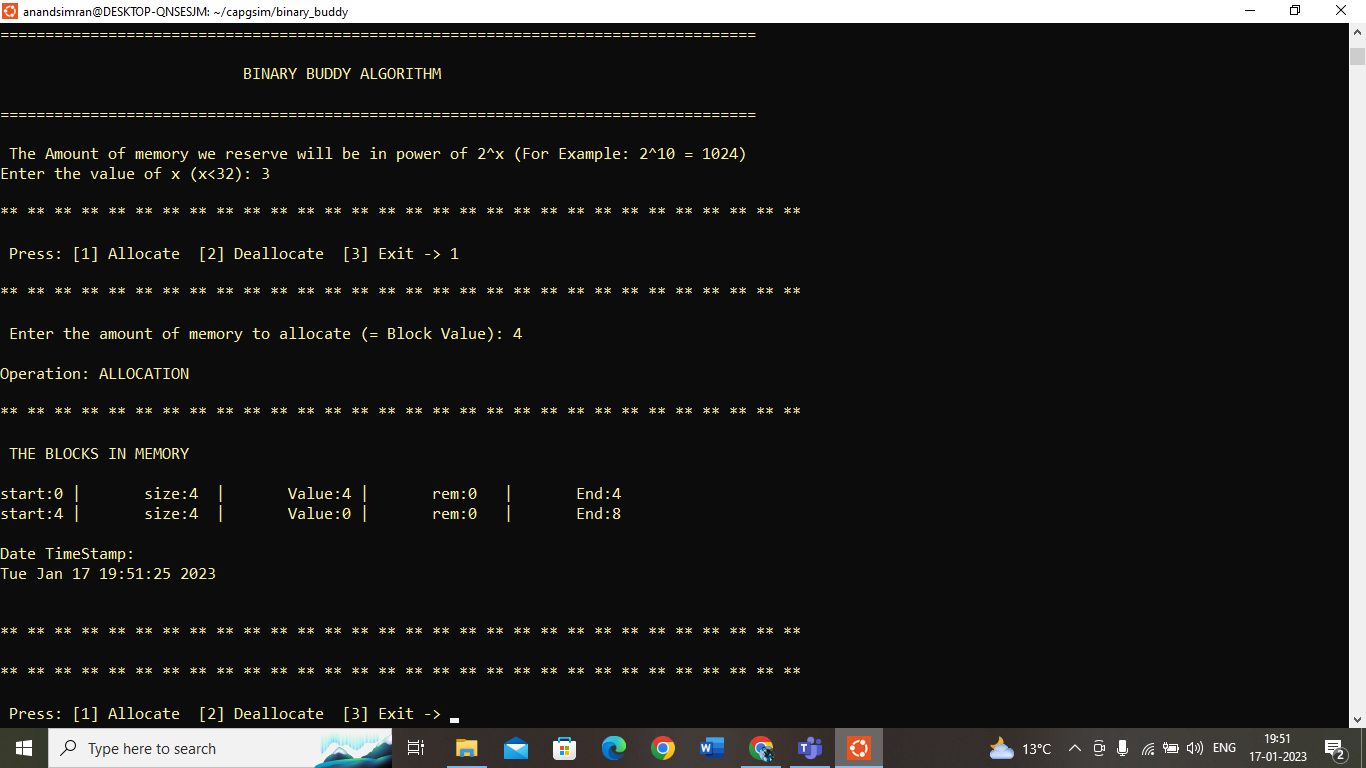 anandsimran@DESKTOP-QNSESJM: ~/capgsim/binary_buddy
====================================================================================
BINARY BUDDY ALGORITHM
====================================================================================
The Amount of memory we reserve will be in power of 2^x (For Example: 2^10 = 1024)
Enter the value of x (x<32): 3
** ** ** ** ** ** ** ** ** ** ** ** ** ** ** ** ** ** ** ** ** ** ** ** ** ** ** ** ** **
Press: [1] Allocate  [2] Deallocate  [3] Exit -> 1
** ** ** ** ** ** ** ** ** ** ** ** ** ** ** ** ** ** ** ** ** ** ** ** ** ** ** ** ** **
Enter the amount of memory to allocate (= Block Value): 4
Operation: ALLOCATION
** ** ** ** ** ** ** ** ** ** ** ** ** ** ** ** ** ** ** ** ** ** ** ** ** ** ** ** ** **
THE BLOCKS IN MEMORY
start:0 |       size:4  |       Value:4 |       rem:0   |       End:4
start:4 |       size:4  |       Value:0 |       rem:0   |       End:8
Date TimeStamp:
Tue Jan 17 19:51:25 2023
** ** ** ** ** ** ** ** ** ** ** ** ** ** ** ** ** ** ** ** ** ** ** ** ** ** ** ** ** **
** ** ** ** ** ** ** ** ** ** ** ** ** ** ** ** ** ** ** ** ** ** ** ** ** ** ** ** ** **
Press: [1] Allocate  [2] Deallocate  [3] Exit ->
Type here to search
13°C
ENG
19:51
17-01-2023
2